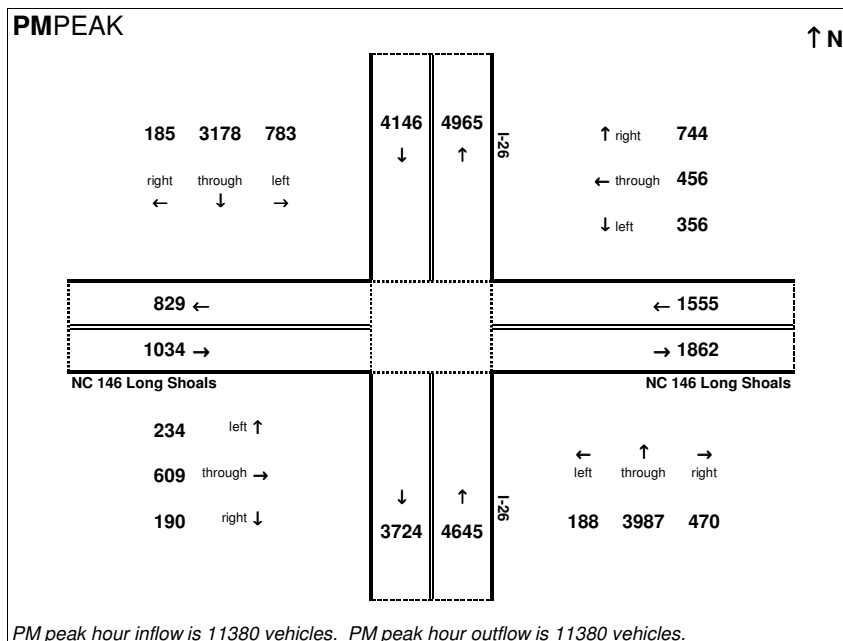 PMPEAK
↑ N
185 3178 783
right through left
← ↓ →
4146 4965
↓ ↑
I-26
↑ right 744
← through 456
↓ left 356
829 ←
← 1555
1034 →
→ 1862
NC 146 Long Shoals
NC 146 Long Shoals
234 left ↑
609 through →
190 right ↓
↓ ↑
3724 4645
I-26
← ↑ →
left through right
188 3987 470
PM peak hour inflow is 11380 vehicles. PM peak hour outflow is 11380 vehicles.